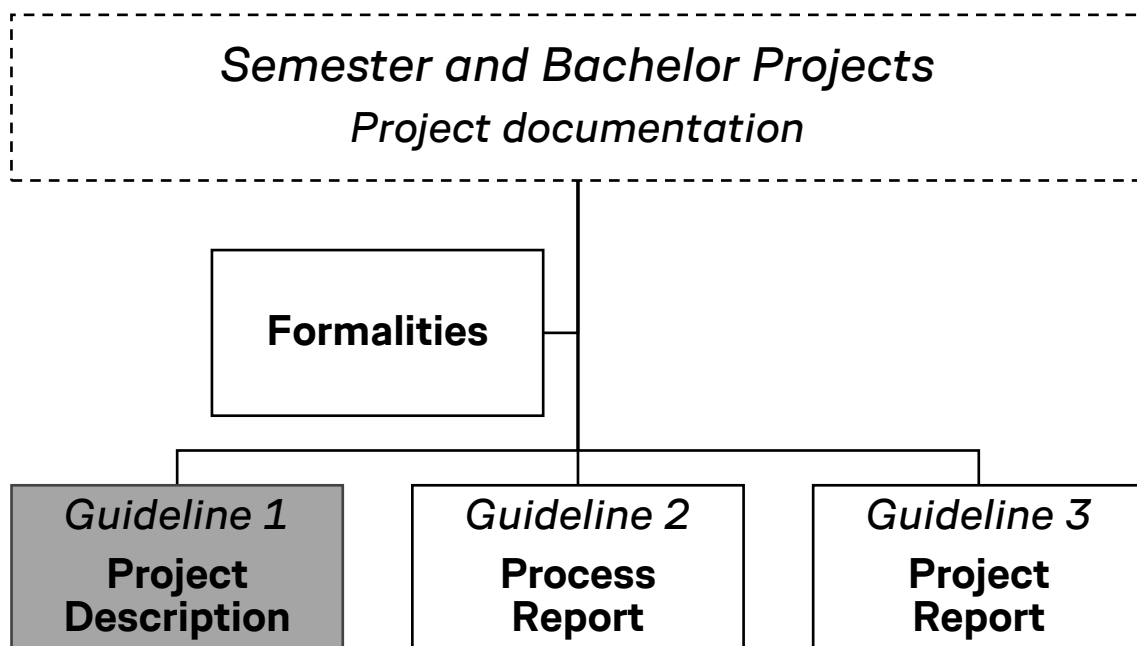 Semester and Bachelor Projects
Project documentation
Formalities
Guideline 1
Project
Description
Guideline 2
Process
Report
Guideline 3
Project
Report